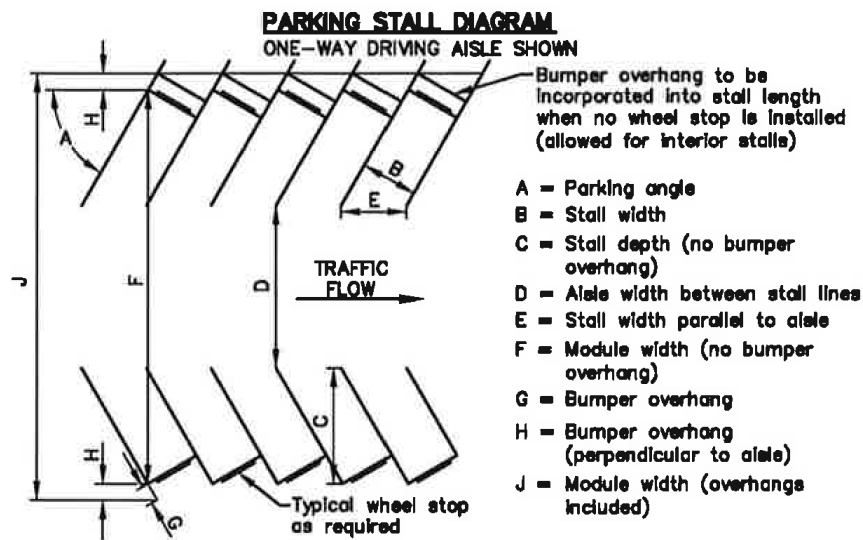 PARKING STALL DIAGRAM
ONE-WAY DRIVING AISLE SHOWN
Bumper overhang to be
incorporated into stall length
when no wheel stop is installed
(allowed for interior stalls)
H
A
B
E
A = Parking angle
B = Stall width
C = Stall depth (no bumper
overhang)
D = Aisle width between stall lines
E = Stall width parallel to aisle
F = Module width (no bumper
overhang)
G = Bumper overhang
H = Bumper overhang
(perpendicular to aisle)
J = Module width (overhangs
included)
J
F
D
TRAFFIC
FLOW
C
H
G
Typical wheel stop
as required